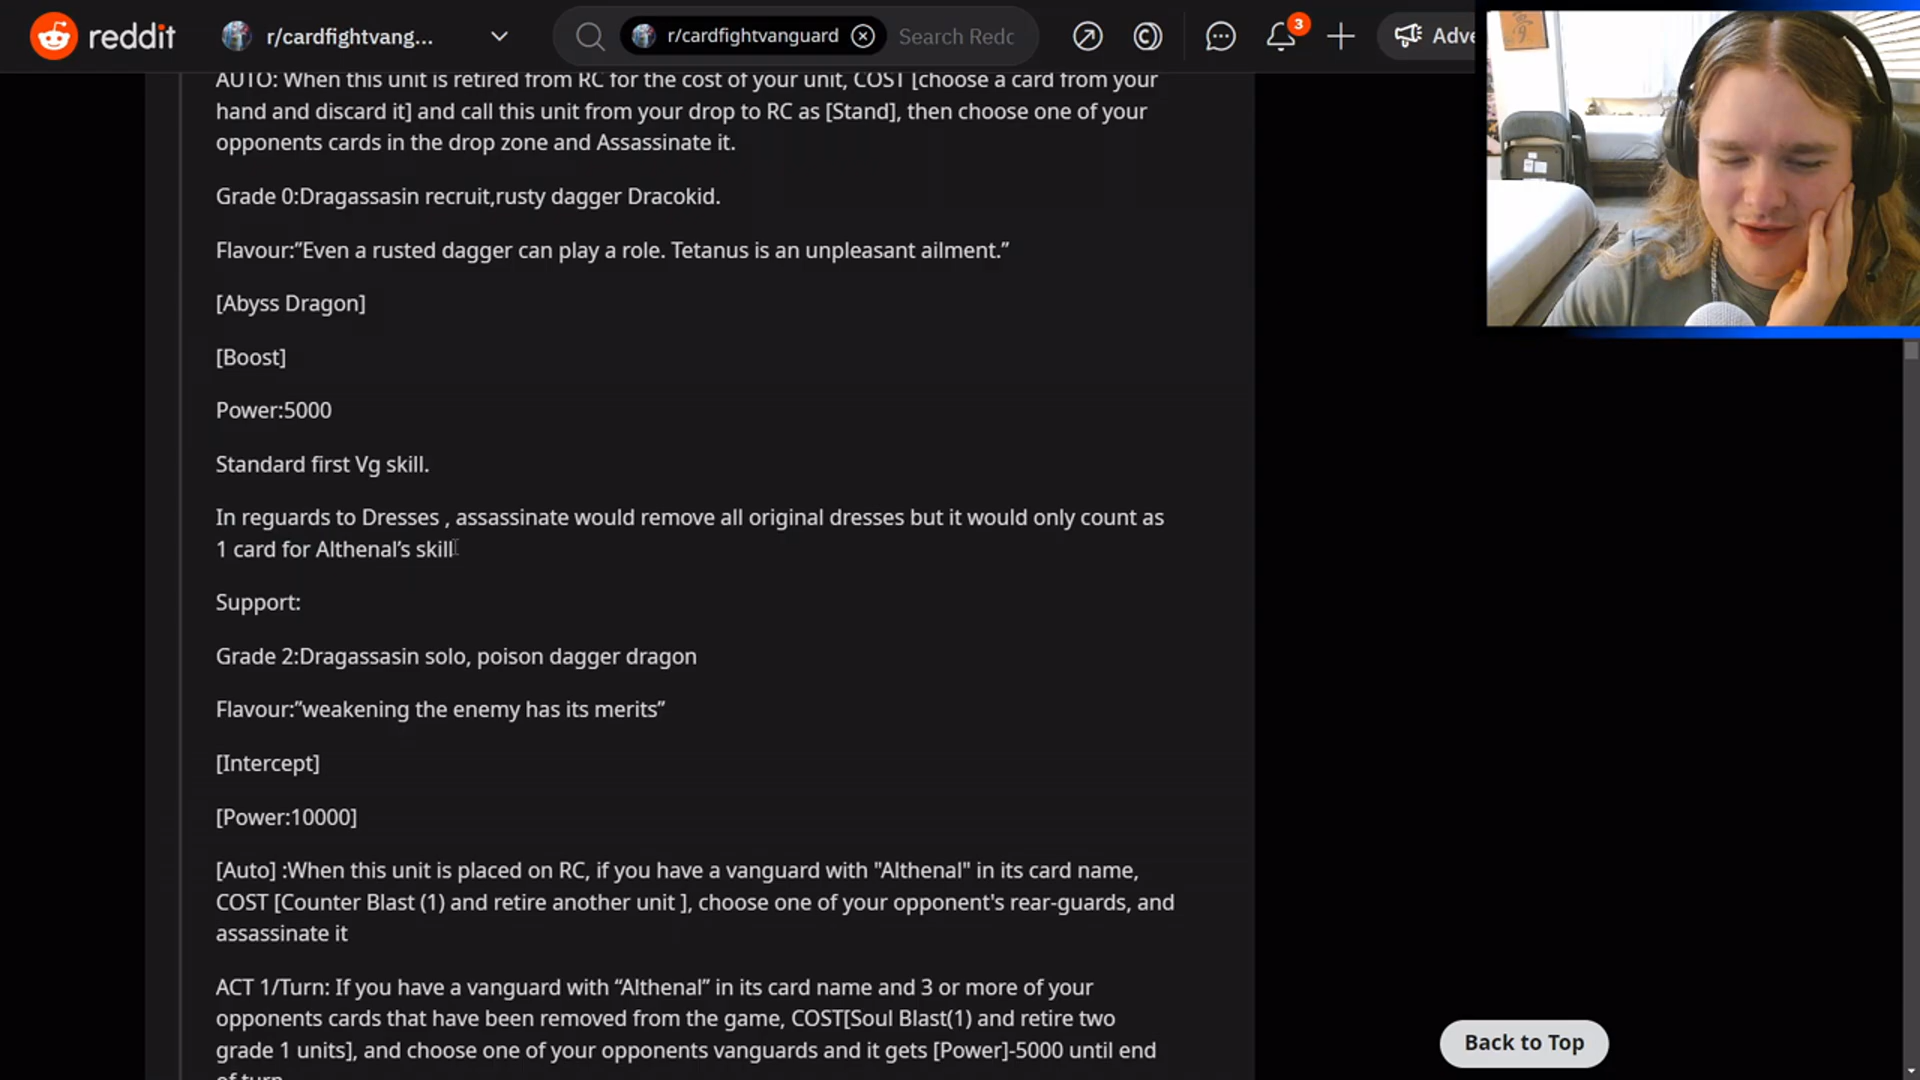 reddit
r/cardfightvang...
r/cardfightvanguard
Search Redc
3
Adve
AUTO: When this unit is retired from RC for the cost of your unit, COST [choose a card from your
hand and discard it] and call this unit from your drop to RC as [Stand], then choose one of your
opponents cards in the drop zone and Assassinate it.
Grade 0:Dragassasin recruit,rusty dagger Dracokid.
Flavour:”Even a rusted dagger can play a role. Tetanus is an unpleasant ailment.”
[Abyss Dragon]
[Boost]
Power:5000
Standard first Vg skill.
In reguards to Dresses , assassinate would remove all original dresses but it would only count as
1 card for Althenal’s skill
Support:
Grade 2:Dragassasin solo, poison dagger dragon
Flavour:”weakening the enemy has its merits”
[Intercept]
[Power:10000]
[Auto] :When this unit is placed on RC, if you have a vanguard with "Althenal" in its card name,
COST [Counter Blast (1) and retire another unit ], choose one of your opponent's rear-guards, and
assassinate it
ACT 1/Turn: If you have a vanguard with “Althenal” in its card name and 3 or more of your
opponents cards that have been removed from the game, COST[Soul Blast(1) and retire two
grade 1 units], and choose one of your opponents vanguards and it gets [Power]-5000 until end
of turn
Back to Top